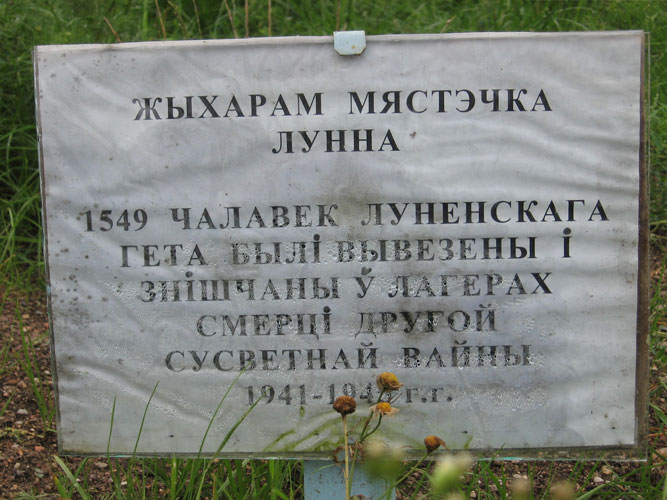 ЖЫХАРАМ МЯСТЭЧКА
ЛУННА
1549 ЧАЛАВЕК ЛУНЕНСКАГА
ГЕТА БЫЛІ ВЫВЕЗЕНЫ І
ЗНІШЧАНЫ Ў ЛАГЕРАХ
СМЕРЦІ ДРУГОЙ
СУСВЕТНАЙ ВАЙНЫ
г.г.